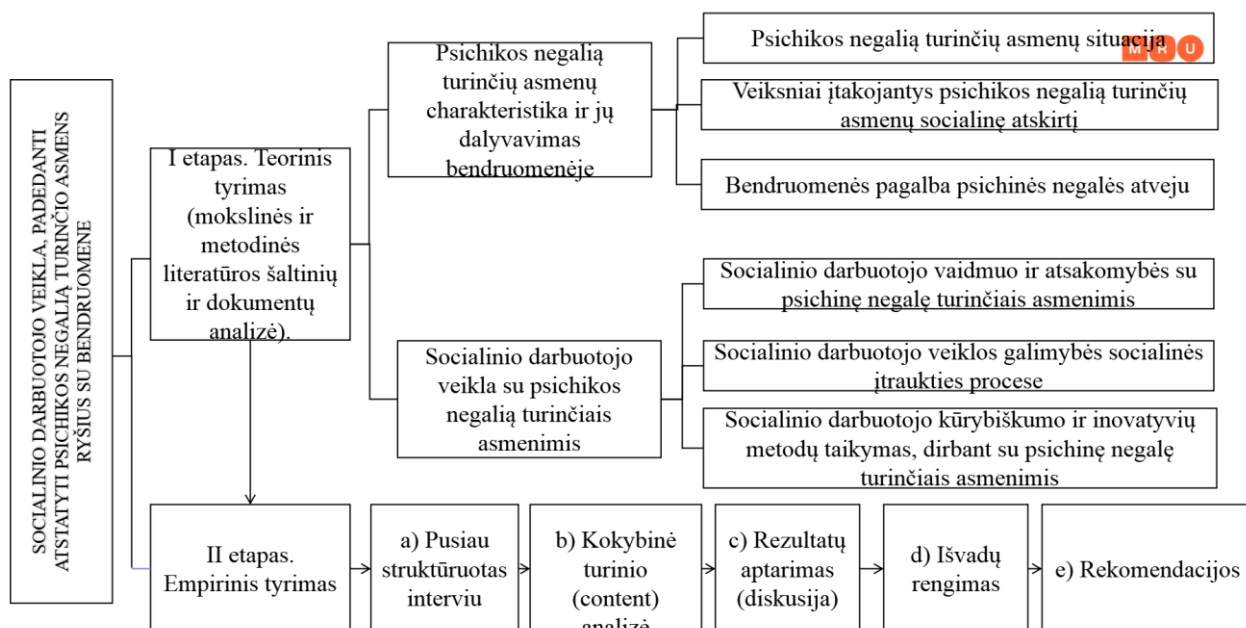 SOCIALINIO DARBUOTOJO VEIKLA, PADEDANTI
ATSTATYTI PSICHIKOS NEGALIĄ TURINČIO ASMENS
RYŠIUS SU BENDRUOMENE
I etapas. Teorinis
tyrimas
(mokslinės ir
metodinės
literatūros šaltinių
ir dokumentų
analizė).
Psichikos negalią
turinčių asmenų
charakteristika ir jų
dalyvavimas
bendruomenėje
Psichikos negalią turinčių asmenų situacija
MRU
Veiksniai įtakojantys psichikos negalią turinčių
asmenų socialinę atskirtį
Bendruomenės pagalba psichinės negalės atveju
Socialinio darbuotojo
veikla su psichikos
negalią turinčiais
asmenimis
Socialinio darbuotojo vaidmuo ir atsakomybės su
psichinę negalę turinčiais asmenimis
Socialinio darbuotojo veiklos galimybės socialinės
įtraukties procese
Socialinio darbuotojo kūrybiškumo ir inovatyvių
metodų taikymas, dirbant su psichinę negalę
turinčiais asmenimis
II etapas.
Empirinis tyrimas
a) Pusiau
struktūruotas
interviu
b) Kokybinė
turinio
(content)
analizė
c) Rezultatų
aptarimas
(diskusija)
d) Išvadų
rengimas
e) Rekomendacijos